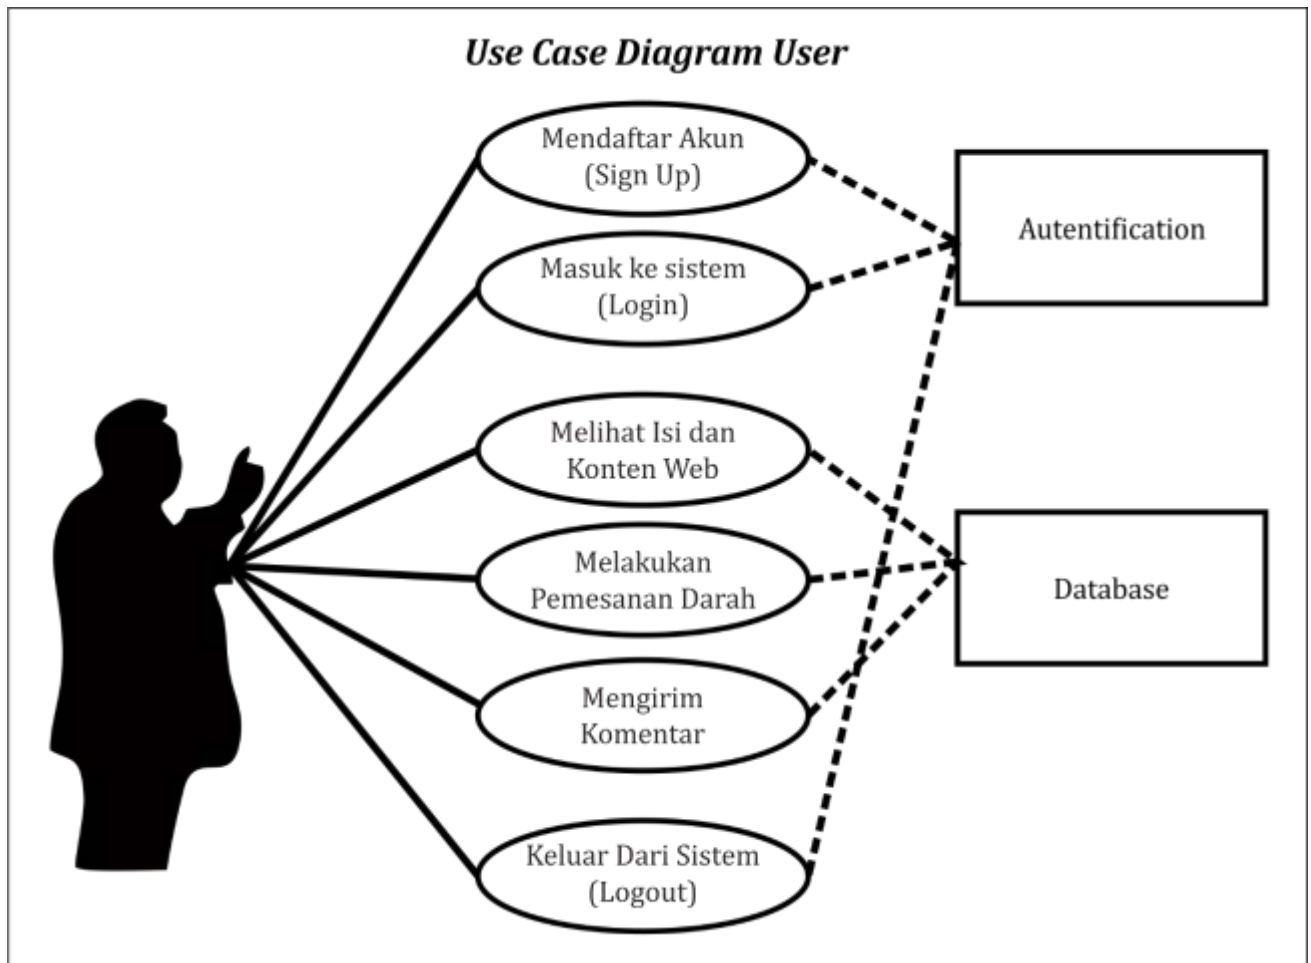 Use Case Diagram User
Mendaftar Akun
(Sign Up)
Masuk ke sistem
(Login)
Autentification
Melihat Isi dan
Konten Web
Melakukan
Pemesanan Darah
Database
Mengirim
Komentar
Keluar Dari Sistem
(Logout)